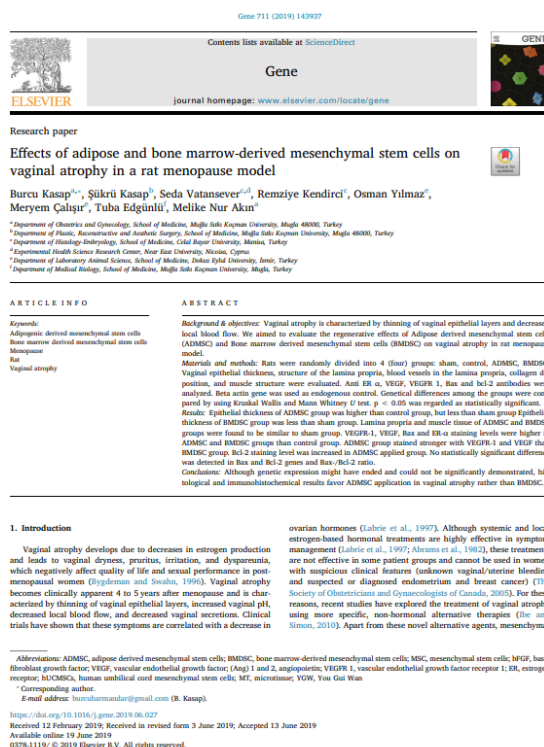 Gene 711 (2019) 143937
Contents lists available at ScienceDirect
Gene
journal homepage: www.elsevier.com/locate/gene
ELSEVIER
GENE
Research paper
Effects of adipose and bone marrow-derived mesenchymal stem cells on
vaginal atrophy in a rat menopause model
Check for
updates
Burcu Kasap^a,⁎, Şükrü Kasap^b, Seda Vatansever^c,d, Remziye Kendirci^c, Osman Yılmaz^e,
Meryem Çalışır^e, Tuba Edgünlü^f, Melike Nur Akın^a
^a Department of Obstetrics and Gynecology, School of Medicine, Muğla Sıtkı Koçman University, Mugla 48000, Turkey
^b Department of Plastic, Reconstructive and Aesthetic Surgery, School of Medicine, Muğla Sıtkı Koçman University, Mugla 48000, Turkey
^c Department of Histology-Embryology, School of Medicine, Celal Bayar University, Manisa, Turkey
^d Experimental Health Science Research Center, Near East University, Nicosia, Cyprus
^e Department of Laboratory Animal Science, School of Medicine, Dokuz Eylul University, İzmir, Turkey
^f Department of Medical Biology, School of Medicine, Muğla Sıtkı Koçman University, Mugla, Turkey
ARTICLE INFO
Keywords:
Adipogenic derived mesenchymal stem cells
Bone marrow derived mesenchymal stem cells
Menopause
Rat
Vaginal atrophy
ABSTRACT
Background & objectives: Vaginal atrophy is characterized by thinning of vaginal epithelial layers and decrease
local blood flow. We aimed to evaluate the regenerative effects of Adipose derived mesenchymal stem cel
(ADMSC) and Bone marrow derived mesenchymal stem cells (BMDSC) on vaginal atrophy in rat menopaus
model.
Materials and methods: Rats were randomly divided into 4 (four) groups: sham, control, ADMSC, BMDSC
Vaginal epithelial thickness, structure of the lamina propria, blood vessels in the lamina propria, collagen d
position, and muscle structure were evaluated. Anti ER α, VEGF, VEGFR 1, Bax and bcl-2 antibodies we
analyzed. Beta actin gene was used as endogenous control. Genetical differences among the groups were com
pared by using Kruskal Wallis and Mann Whitney U test. p < 0.05 was regarded as statistically significant.
Results: Epithelial thickness of ADMSC group was higher than control group, but less than sham group Epitheli
thickness of BMDSC group was less than sham group. Lamina propria and muscle tissue of ADMSC and BMDS
groups were found to be similar to sham group. VEGFR-1, VEGF, Bax and ER-α staining levels were higher i
ADMSC and BMDSC groups than control group. ADMSC group stained stronger with VEGFR-1 and VEGF tha
BMDSC group. Bcl-2 staining level was increased in ADMSC applied group. No statistically significant differenc
was detected in Bax and Bcl-2 genes and Bax-/Bcl-2 ratio.
Conclusions: Although genetic expression might have ended and could not be significantly demonstrated, hi
tological and immunohistochemical results favor ADMSC application in vaginal atrophy rather than BMDSC.
1. Introduction
Vaginal atrophy develops due to decreases in estrogen production
and leads to vaginal dryness, pruritus, irritation, and dyspareunia,
which negatively affect quality of life and sexual performance in post-
menopausal women (Bygdeman and Swahn, 1996). Vaginal atrophy
becomes clinically apparent 4 to 5 years after menopause and is char-
acterized by thinning of vaginal epithelial layers, increased vaginal pH,
decreased local blood flow, and decreased vaginal secretions. Clinical
trials have shown that these symptoms are correlated with a decrease in
ovarian hormones (Labrie et al., 1997). Although systemic and loca
estrogen-based hormonal treatments are highly effective in symptom
management (Labrie et al., 1997; Abrams et al., 1982), these treatment
are not effective in some patient groups and cannot be used in wome
with suspicious clinical features (unknown vaginal/uterine bleedin
and suspected or diagnosed endometrium and breast cancer) (Th
Society of Obstetricians and Gynaecologists of Canada, 2005). For thes
reasons, recent studies have explored the treatment of vaginal atroph
using more specific, non-hormonal alternative therapies (Ibe an
Simon, 2010). Apart from these novel alternative agents, mesenchyma
Abbreviations: ADMSC, adipose derived mesenchymal stem cells; BMDSC, bone marrow-derived mesenchymal stem cells; MSC, mesenchymal stem cells; bFGF, basi
fibroblast growth factor; VEGF, vascular endothelial growth factor; (Ang) 1 and 2, angiopoietin; VEGFR 1, vascular endothelial growth factor receptor 1; ER, estroge
receptor; hUCMSCs, human umbilical cord mesenchymal stem cells; MT, microtissue; YGW, You Gui Wan
⁎ Corresponding author.
E-mail address: burcuharmandar@gmail.com (B. Kasap).
https://doi.org/10.1016/j.gene.2019.06.027
Received 12 February 2019; Received in revised form 3 June 2019; Accepted 13 June 2019
Available online 19 June 2019
0378-1119/ © 2019 Elsevier B.V. All rights reserved.